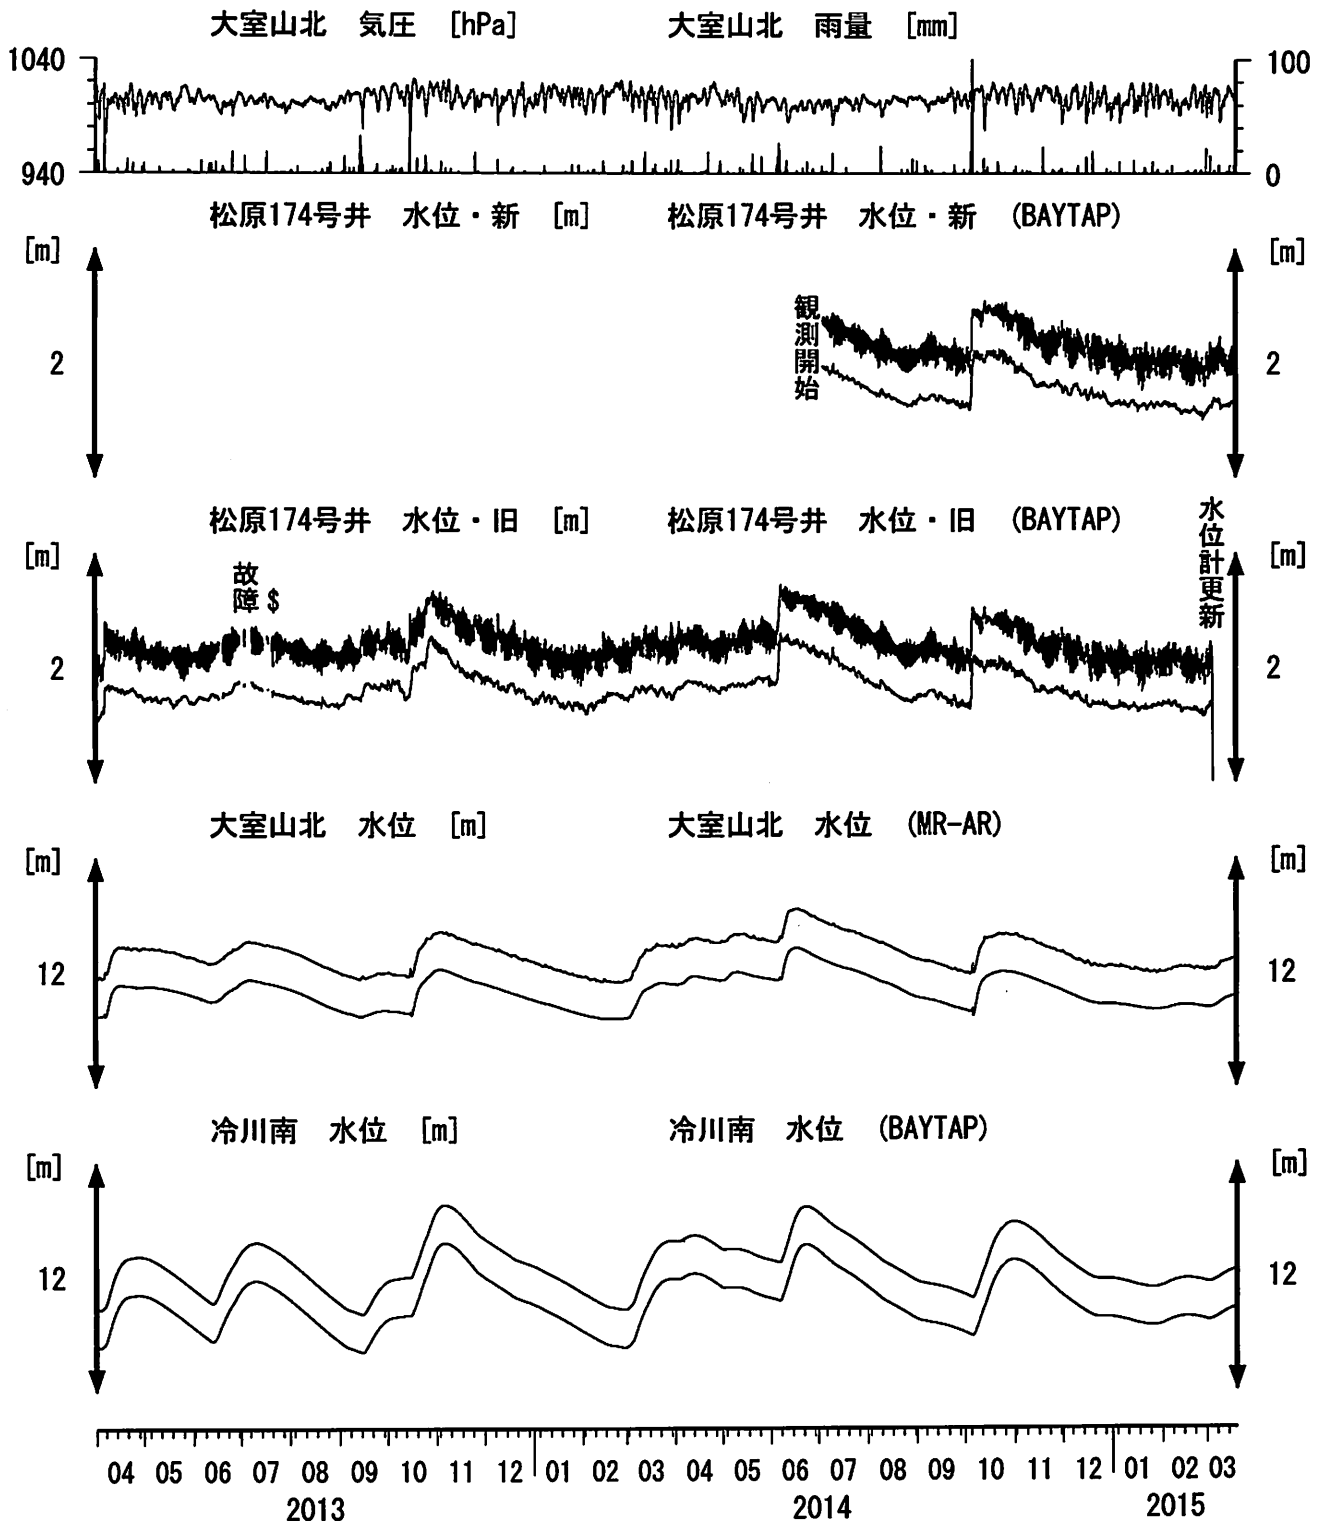 大室山北　気圧　[hPa]　大室山北　雨量　[mm]
1040 100
940 0
松原174号井　水位・新　[m]　松原174号井　水位・新　(BAYTAP)
[m] [m]
観測開始
2 2
松原174号井　水位・旧　[m]　松原174号井　水位・旧　(BAYTAP)
水位計更新
[m] [m]
故障 $
2 2
大室山北　水位　[m]　大室山北　水位　(MR-AR)
[m] [m]
12 12
冷川南　水位　[m]　冷川南　水位　(BAYTAP)
[m] [m]
12 12
04 05 06 07 08 09 10 11 12 01 02 03 04 05 06 07 08 09 10 11 12 01 02 03
2013 2014 2015